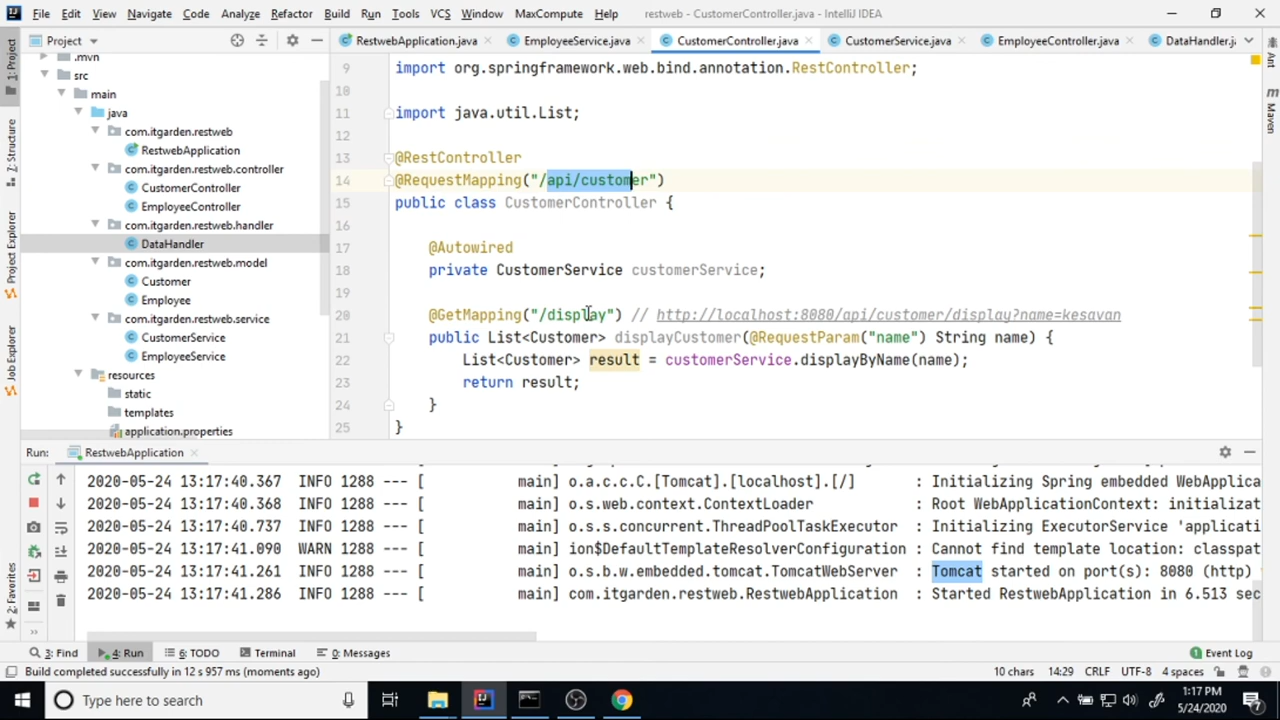 File Edit View Navigate Code Analyze Refactor Build Run Tools VCS Window MaxCompute Help restweb - CustomerController.java - IntelliJ IDEA
Project
RestwebApplication.java
EmployeeService.java
CustomerController.java
CustomerService.java
EmployeeController.java
DataHandler.j
1: Project
Z: Structure
Project Explorer
Job Explorer
2: Favorites
Ant
Maven
.mvn
src
main
java
com.itgarden.restweb
RestwebApplication
com.itgarden.restweb.controller
CustomerController
EmployeeController
com.itgarden.restweb.handler
DataHandler
com.itgarden.restweb.model
Customer
Employee
com.itgarden.restweb.service
CustomerService
EmployeeService
resources
static
templates
application.properties
9 import org.springframework.web.bind.annotation.RestController;
10
11 import java.util.List;
12
13 @RestController
14 @RequestMapping("/api/customer")
15 public class CustomerController {
16
17 @Autowired
18 private CustomerService customerService;
19
20 @GetMapping("/display") // http://localhost:8080/api/customer/display?name=kesavan
21 public List<Customer> displayCustomer(@RequestParam("name") String name) {
22 List<Customer> result = customerService.displayByName(name);
23 return result;
24 }
25 }
Run: RestwebApplication
2020-05-24 13:17:40.367 INFO 1288 --- [ main] o.a.c.c.C.[Tomcat].[localhost].[/] : Initializing Spring embedded WebApplica
2020-05-24 13:17:40.368 INFO 1288 --- [ main] o.s.web.context.ContextLoader : Root WebApplicationContext: initializat
2020-05-24 13:17:40.737 INFO 1288 --- [ main] o.s.s.concurrent.ThreadPoolTaskExecutor : Initializing ExecutorService 'applicati
2020-05-24 13:17:41.090 WARN 1288 --- [ main] ion$DefaultTemplateResolverConfiguration : Cannot find template location: classpat
2020-05-24 13:17:41.261 INFO 1288 --- [ main] o.s.b.w.embedded.tomcat.TomcatWebServer : Tomcat started on port(s): 8080 (http)
2020-05-24 13:17:41.286 INFO 1288 --- [ main] com.itgarden.restweb.RestwebApplication : Started RestwebApplication in 6.513 sec
3: Find 4: Run 6: TODO Terminal 0: Messages 1 Event Log
Build completed successfully in 12 s 957 ms (moments ago) 10 chars 14:29 CRLF UTF-8 4 spaces
Type here to search
1:17 PM
5/24/2020
7